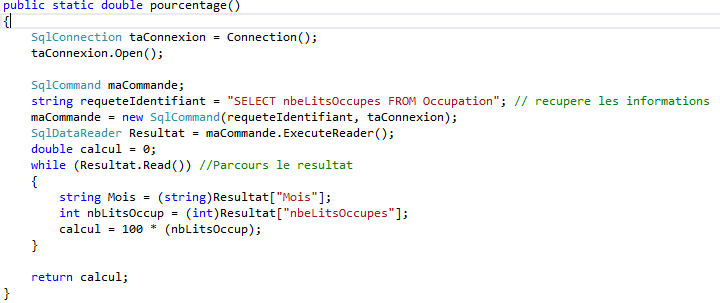 public static double pourcentage()
{
    SqlConnection taConnexion = Connection();
    taConnexion.Open();

    SqlCommand maCommande;
    string requeteIdentifiant = "SELECT nbeLitsOccupes FROM Occupation"; // recupere les informations
    maCommande = new SqlCommand(requeteIdentifiant, taConnexion);
    SqlDataReader Resultat = maCommande.ExecuteReader();
    double calcul = 0;
    while (Resultat.Read()) //Parcours le resultat
    {
        string Mois = (string)Resultat["Mois"];
        int nbLitsOccup = (int)Resultat["nbeLitsOccupes"];
        calcul = 100 * (nbLitsOccup);
    }

    return calcul;
}